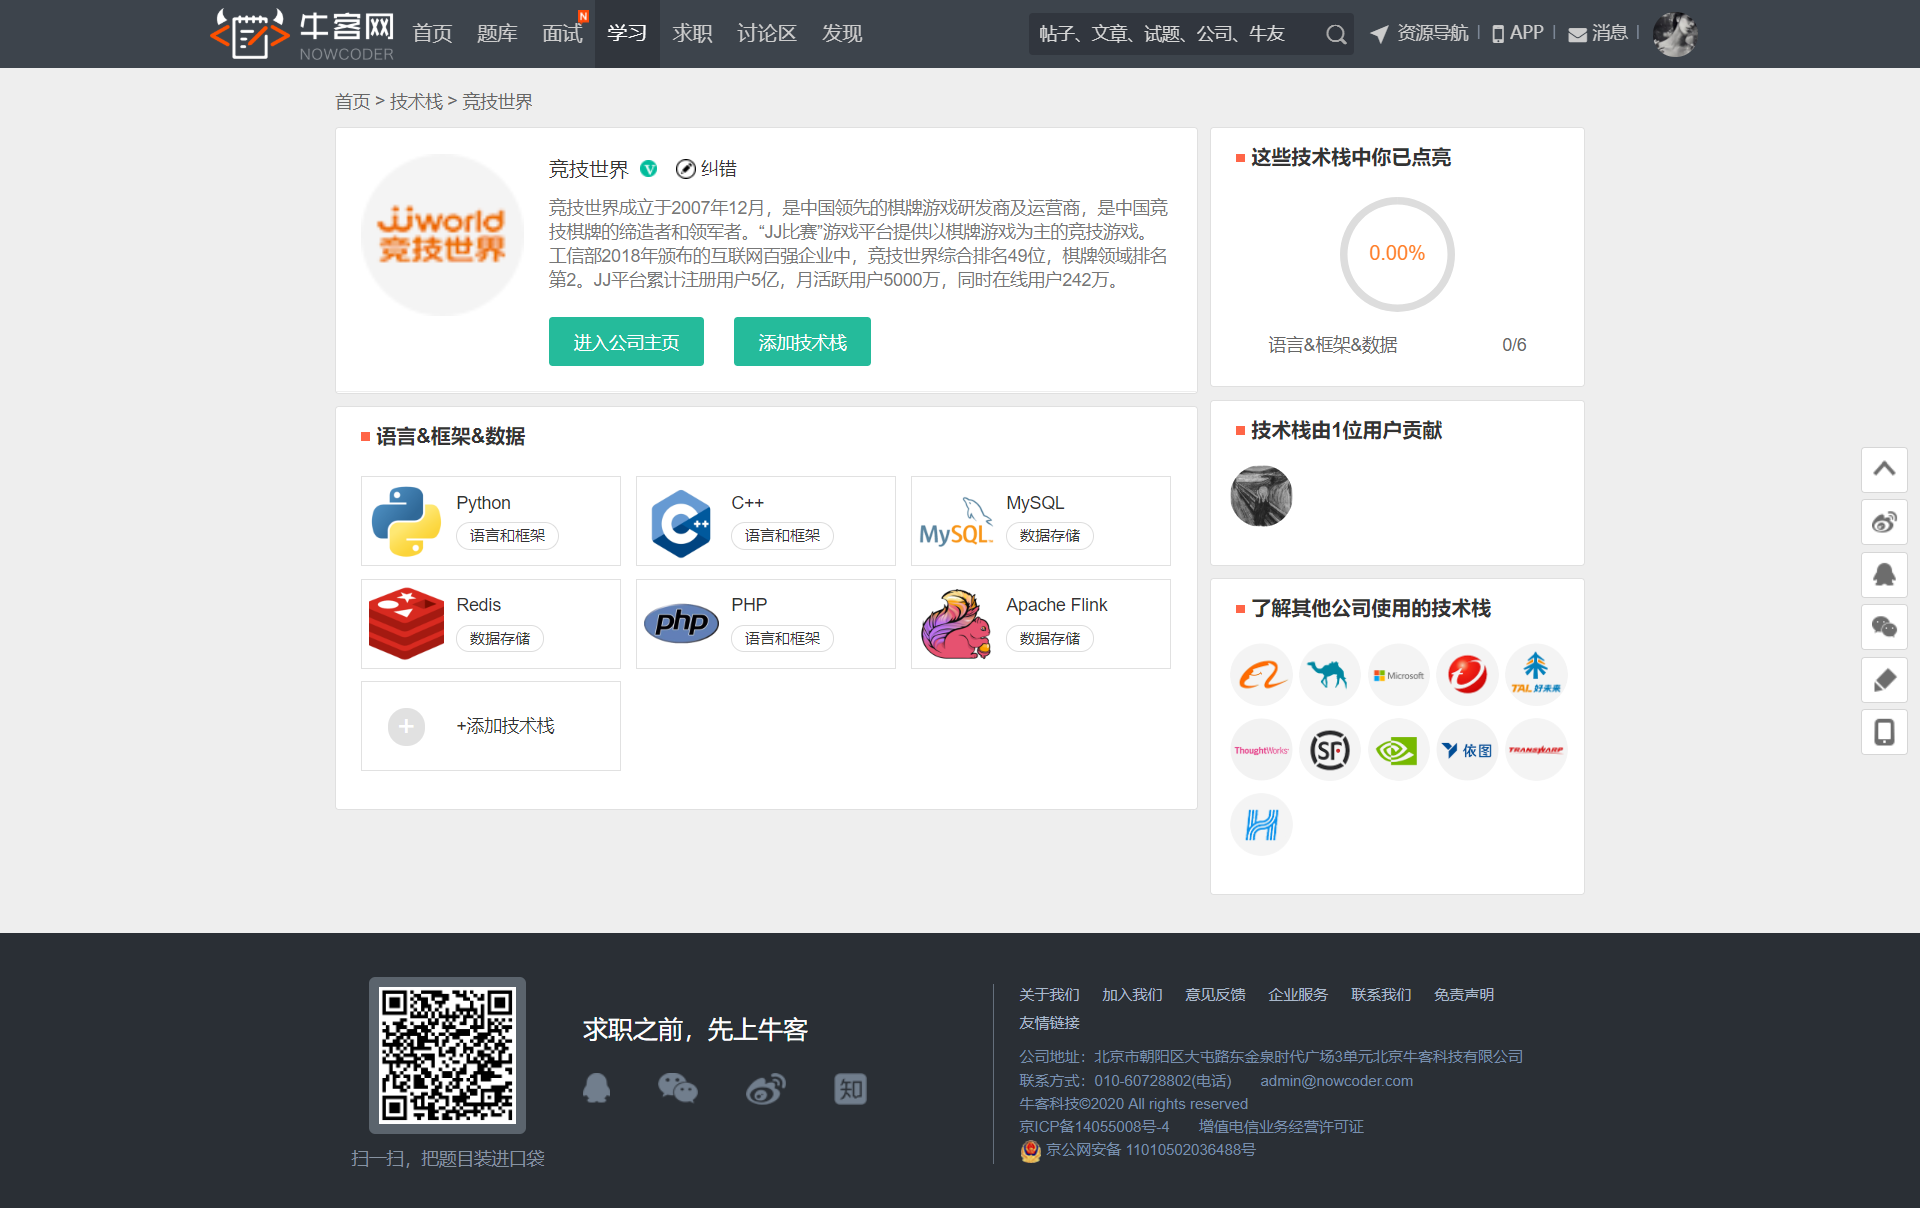 牛客网
NOWCODER
首页 题库 面试 N 学习 求职 讨论区 发现
帖子、文章、试题、公司、牛友
资源导航 | APP | 消息 |
首页 > 技术栈 > 竞技世界
jjworld
竞技世界
竞技世界 V 纠错
竞技世界成立于2007年12月，是中国领先的棋牌游戏研发商及运营商，是中国竞
技棋牌的缔造者和领军者。“JJ比赛”游戏平台提供以棋牌游戏为主的竞技游戏。
工信部2018年颁布的互联网百强企业中，竞技世界综合排名49位，棋牌领域排名
第2。JJ平台累计注册用户5亿，月活跃用户5000万，同时在线用户242万。
进入公司主页
添加技术栈
语言&框架&数据
Python
语言和框架
C++
C++
语言和框架
MySQL
MySQL
数据存储
Redis
数据存储
php
PHP
语言和框架
Apache Flink
数据存储
+添加技术栈
这些技术栈中你已点亮
0.00%
语言&框架&数据 0/6
技术栈由1位用户贡献
了解其他公司使用的技术栈
Microsoft
TAL 好未来
ThoughtWorks
SF
依图
TRANSWARP
扫一扫，把题目装进口袋
求职之前，先上牛客
知
关于我们 加入我们 意见反馈 企业服务 联系我们 免责声明
友情链接
公司地址：北京市朝阳区大屯路东金泉时代广场3单元北京牛客科技有限公司
联系方式：010-60728802(电话) admin@nowcoder.com
牛客科技©2020 All rights reserved
京ICP备14055008号-4 增值电信业务经营许可证
京公网安备 11010502036488号